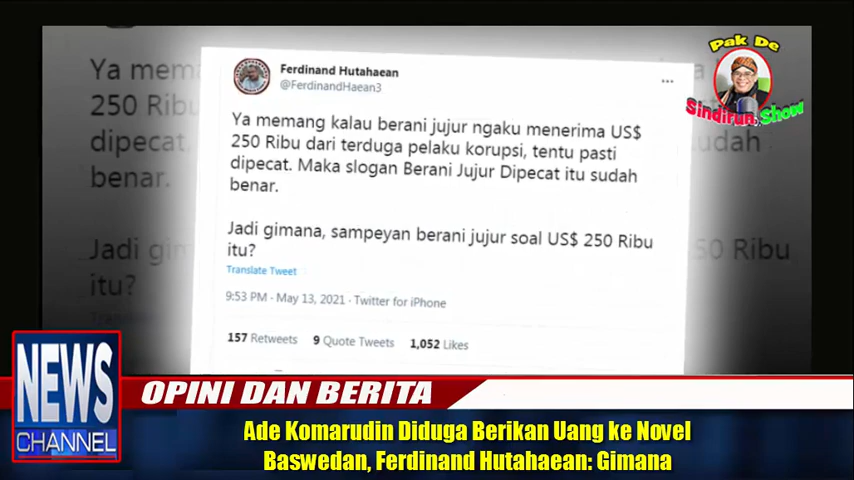 Pak De
Sindirun Show
Ferdinand Hutahaean
@FerdinandHaean3
Ya memang kalau berani jujur ngaku menerima US$
250 Ribu dari terduga pelaku korupsi, tentu pasti
dipecat. Maka slogan Berani Jujur Dipecat itu sudah
benar.
Jadi gimana, sampeyan berani jujur soal US$ 250 Ribu
itu?
Translate Tweet
9:53 PM - May 13, 2021 · Twitter for iPhone
157 Retweets 9 Quote Tweets 1,052 Likes
NEWS
CHANNEL
OPINI DAN BERITA
Ade Komarudin Diduga Berikan Uang ke Novel
Baswedan, Ferdinand Hutahaean: Gimana